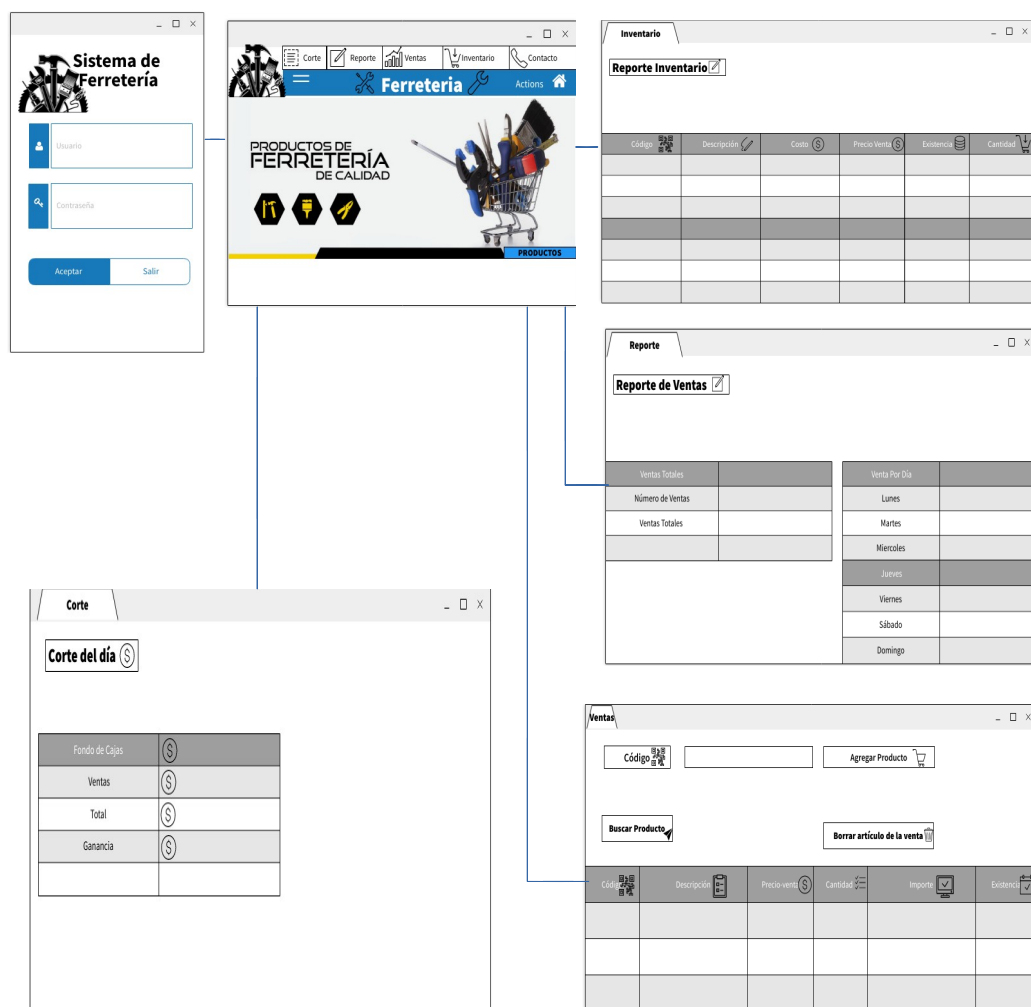 Sistema de
Ferretería
Usuario
Contraseña
Aceptar Salir
Corte Reporte Ventas Inventario Contacto
Ferreteria Actions
PRODUCTOS DE
FERRETERÍA
DE CALIDAD
PRODUCTOS
Inventario
Reporte Inventario
Código Descripción Costo Precio Venta Existencia Cantidad
Reporte
Reporte de Ventas
Ventas Totales
Número de Ventas
Ventas Totales
Venta Por Día
Lunes
Martes
Miercoles
Jueves
Viernes
Sábado
Domingo
Corte
Corte del día
Fondo de Cajas
Ventas
Total
Ganancia
Ventas
Código Agregar Producto
Buscar Producto Borrar artículo de la venta
Código Descripción Precio-venta Cantidad Importe Existencia